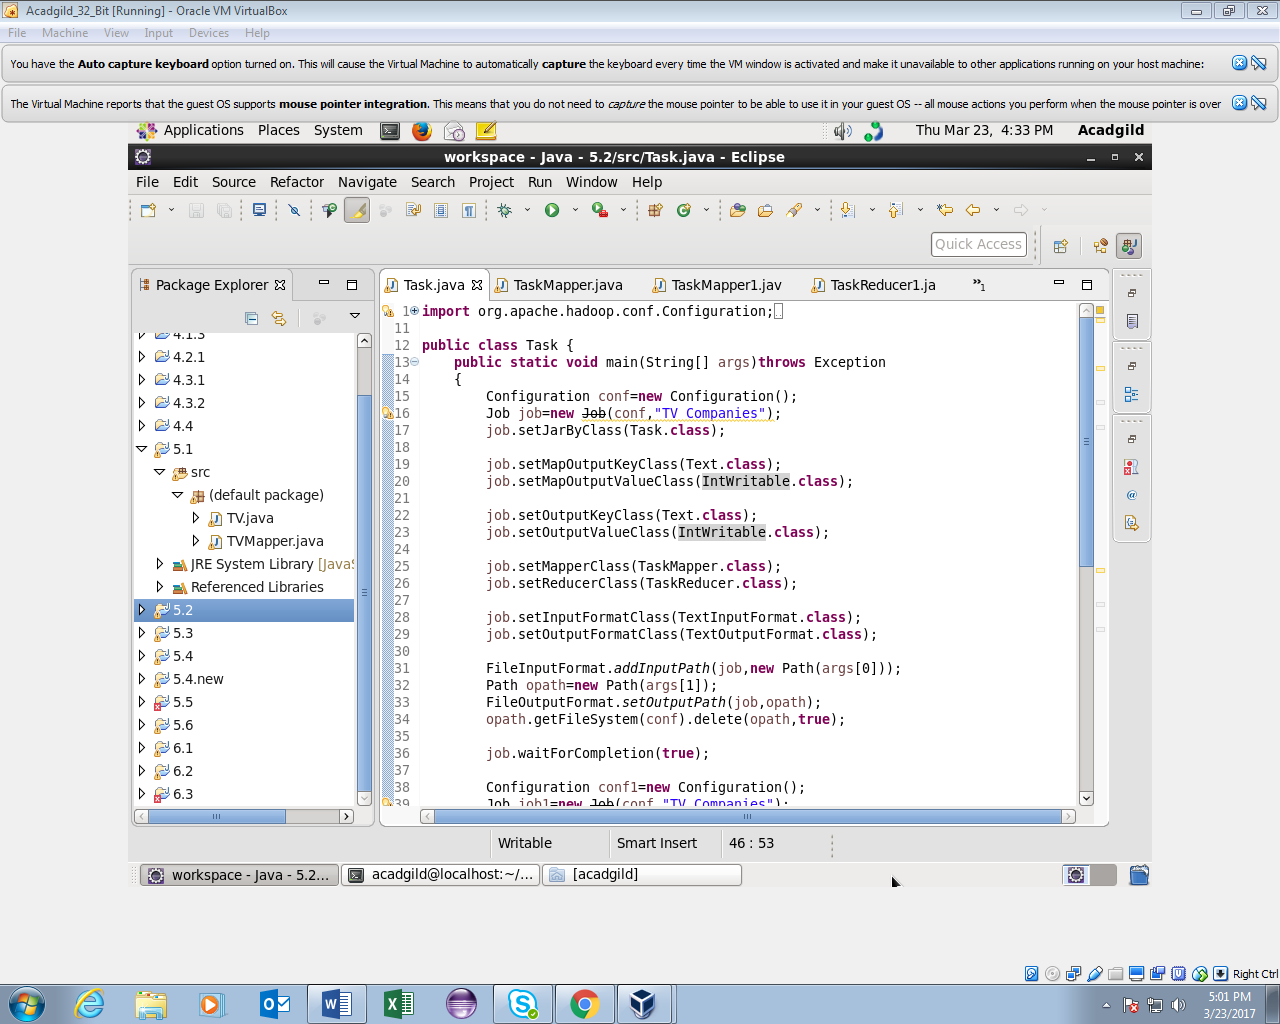 Acadgild_32_Bit [Running] - Oracle VM VirtualBox
File Machine View Input Devices Help
You have the Auto capture keyboard option turned on. This will cause the Virtual Machine to automatically capture the keyboard every time the VM window is activated and make it unavailable to other applications running on your host machine:
The Virtual Machine reports that the guest OS supports mouse pointer integration. This means that you do not need to capture the mouse pointer to be able to use it in your guest OS -- all mouse actions you perform when the mouse pointer is over
Applications Places System Thu Mar 23, 4:33 PM Acadgild
workspace - Java - 5.2/src/Task.java - Eclipse
File Edit Source Refactor Navigate Search Project Run Window Help
Quick Access
Package Explorer
4.1.3
4.2.1
4.3.1
4.3.2
4.4
5.1
src
(default package)
TV.java
TVMapper.java
JRE System Library [JavaS
Referenced Libraries
5.2
5.3
5.4
5.4.new
5.5
5.6
6.1
6.2
6.3
Task.java TaskMapper.java TaskMapper1.jav TaskReducer1.ja »1
1 import org.apache.hadoop.conf.Configuration;
11
12 public class Task {
13 public static void main(String[] args)throws Exception
14 {
15 Configuration conf=new Configuration();
16 Job job=new Job(conf,"TV Companies");
17 job.setJarByClass(Task.class);
18
19 job.setMapOutputKeyClass(Text.class);
20 job.setMapOutputValueClass(IntWritable.class);
21
22 job.setOutputKeyClass(Text.class);
23 job.setOutputValueClass(IntWritable.class);
24
25 job.setMapperClass(TaskMapper.class);
26 job.setReducerClass(TaskReducer.class);
27
28 job.setInputFormatClass(TextInputFormat.class);
29 job.setOutputFormatClass(TextOutputFormat.class);
30
31 FileInputFormat.addInputPath(job,new Path(args[0]));
32 Path opath=new Path(args[1]);
33 FileOutputFormat.setOutputPath(job,opath);
34 opath.getFileSystem(conf).delete(opath,true);
35
36 job.waitForCompletion(true);
37
38 Configuration conf1=new Configuration();
39 Job job1=new Job(conf,"TV Companies");
Writable Smart Insert 46 : 53
workspace - Java - 5.2... acadgild@localhost:~/... [acadgild]
Right Ctrl
5:01 PM
3/23/2017